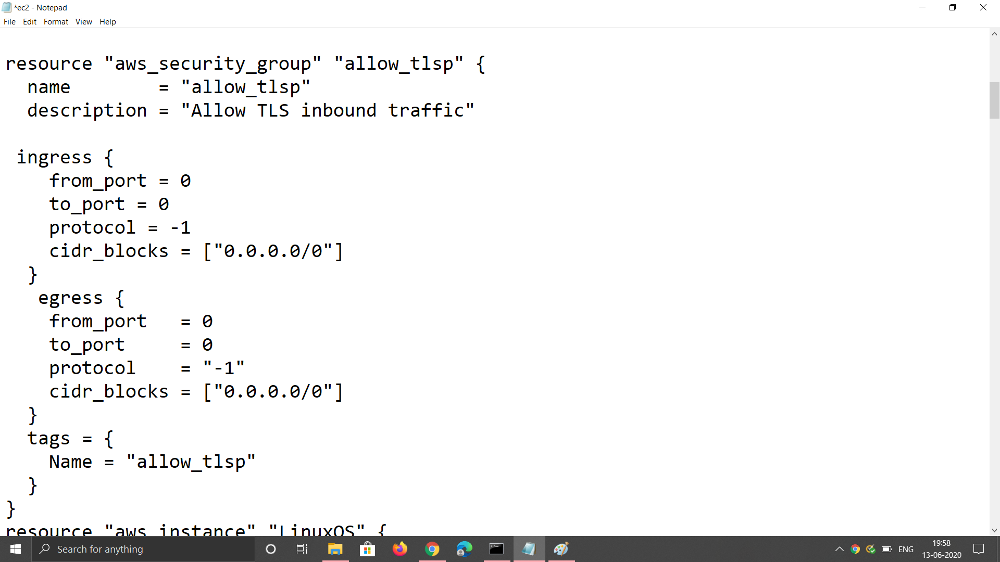 *ec2 - Notepad
File Edit Format View Help
resource "aws_security_group" "allow_tlsp" {
  name        = "allow_tlsp"
  description = "Allow TLS inbound traffic"
 ingress {
    from_port = 0
    to_port = 0
    protocol = -1
    cidr_blocks = ["0.0.0.0/0"]
  }
   egress {
    from_port   = 0
    to_port     = 0
    protocol    = "-1"
    cidr_blocks = ["0.0.0.0/0"]
  }
  tags = {
    Name = "allow_tlsp"
  }
}
resource "aws_instance" "LinuxOS" {
Search for anything
ENG
19:58
13-06-2020